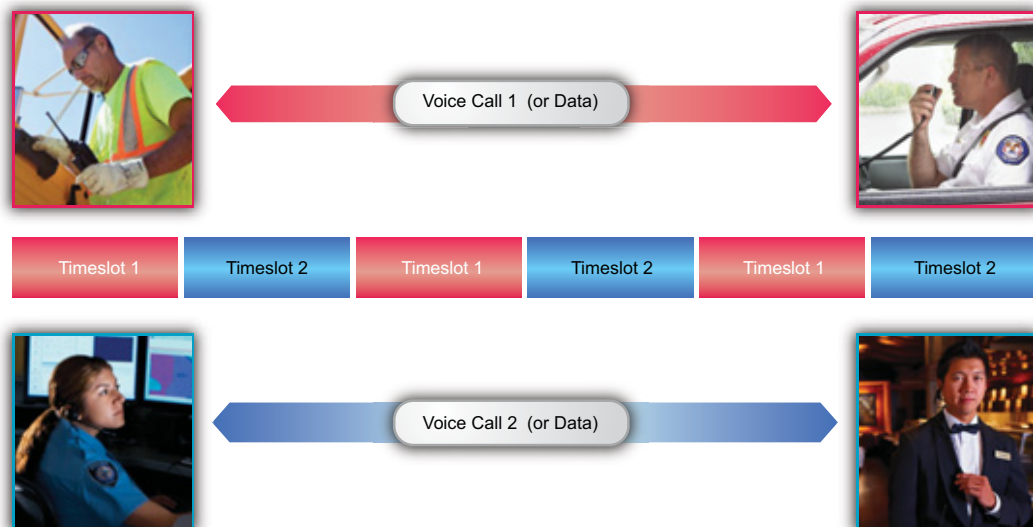 Voice Call 1 (or Data)
Timeslot 1 Timeslot 2 Timeslot 1 Timeslot 2 Timeslot 1 Timeslot 2
Voice Call 2 (or Data)